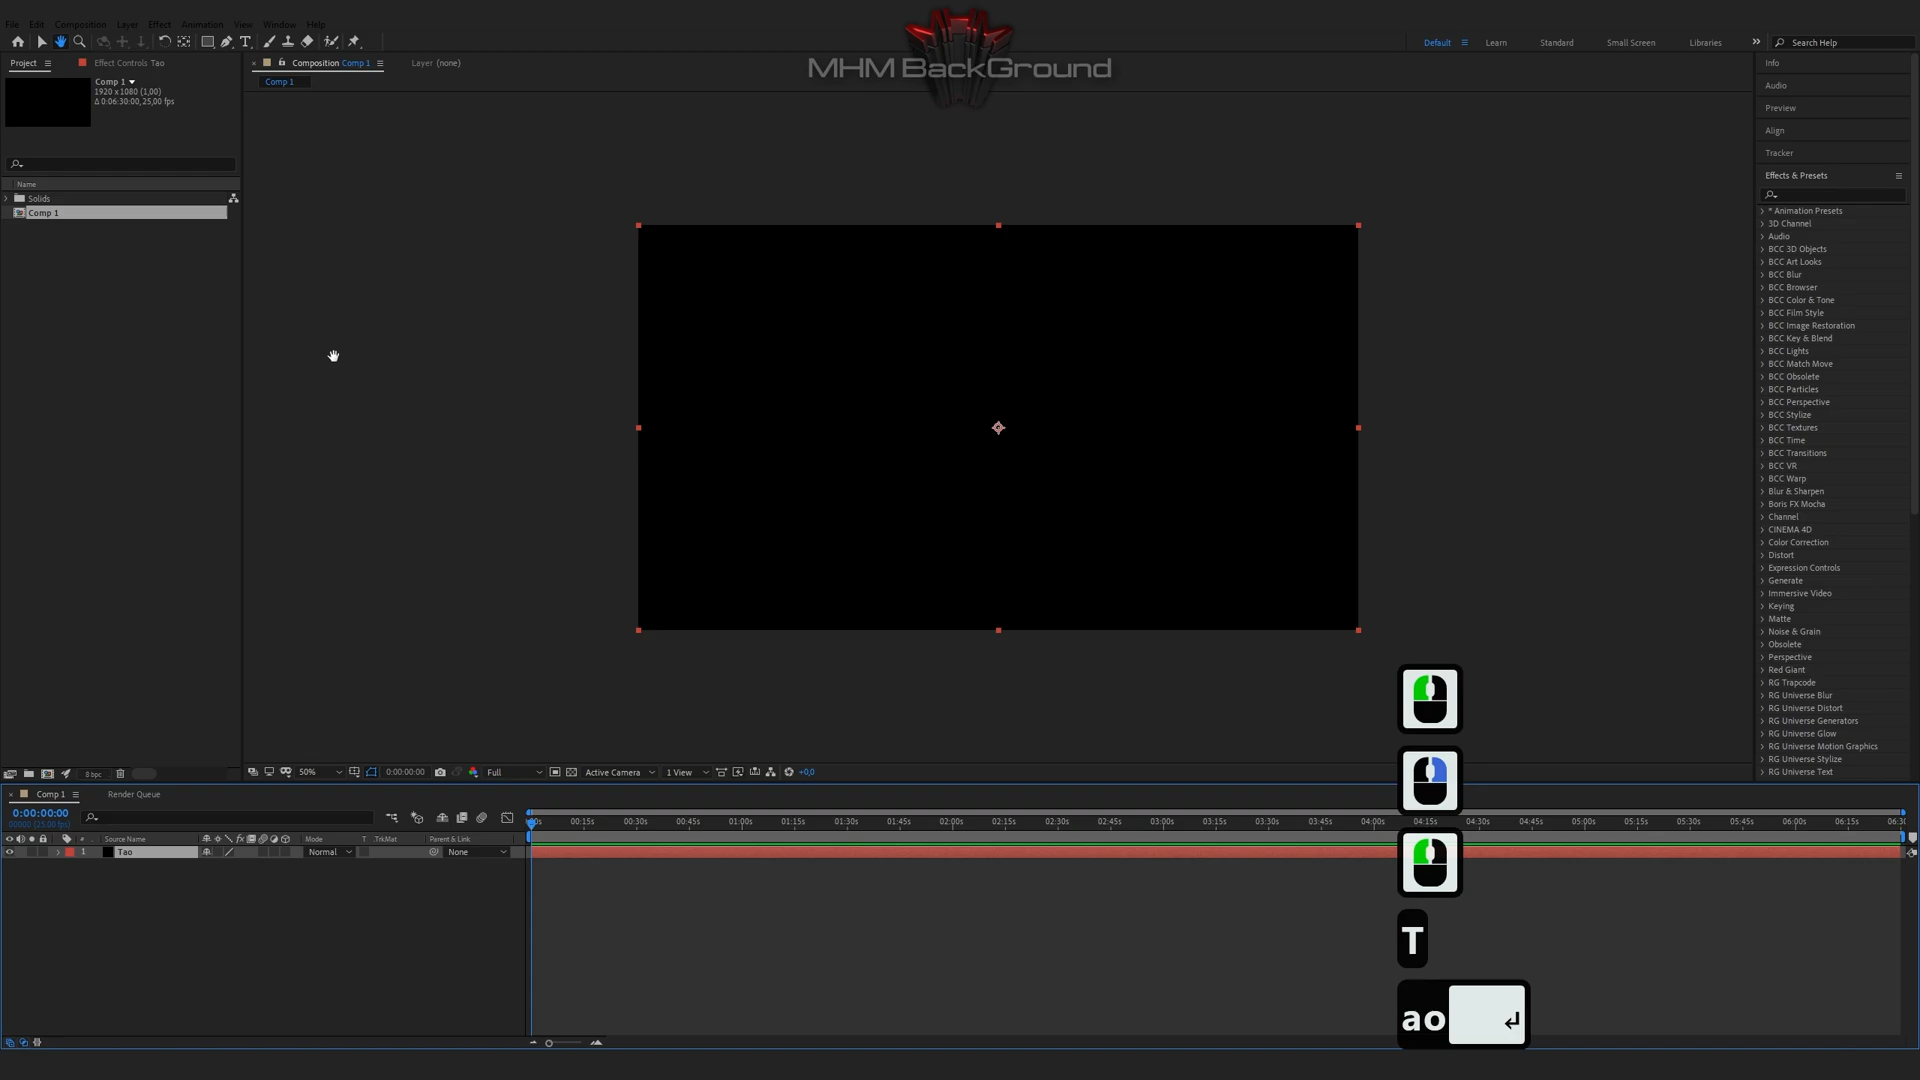 File Edit Composition Layer Effect Animation View Window Help
MHM BackGround
Default Learn Standard Small Screen Libraries Search Help
Project Effect Controls Tao
Composition Comp 1 Layer (none)
Comp 1
Comp 1
1920 x 1080 (1,00)
Δ 0:06:30:00, 25,00 fps
Name
Solids
Comp 1
Info
Audio
Preview
Align
Tracker
Effects & Presets
* Animation Presets
3D Channel
Audio
BCC 3D Objects
BCC Art Looks
BCC Blur
BCC Browser
BCC Color & Tone
BCC Film Style
BCC Image Restoration
BCC Key & Blend
BCC Lights
BCC Match Move
BCC Obsolete
BCC Particles
BCC Perspective
BCC Stylize
BCC Textures
BCC Time
BCC Transitions
BCC VR
BCC Warp
Blur & Sharpen
Boris FX Mocha
Channel
CINEMA 4D
Color Correction
Distort
Expression Controls
Generate
Immersive Video
Keying
Matte
Noise & Grain
Obsolete
Perspective
Red Giant
RG Trapcode
RG Universe Blur
RG Universe Distort
RG Universe Generators
RG Universe Glow
RG Universe Motion Graphics
RG Universe Stylize
RG Universe Text
8 bpc 50% 0:00:00:00 Full Active Camera 1 View +0,0
Comp 1 Render Queue
0:00:00:00
00000 (25.00 fps)
00:15s 00:30s 00:45s 01:00s 01:15s 01:30s 01:45s 02:00s 02:15s 02:30s 02:45s 03:00s 03:15s 03:30s 03:45s 04:00s 04:15s 04:30s 04:45s 05:00s 05:15s 05:30s 05:45s 06:00s 06:15s
# Source Name Mode T .TrkMat Parent & Link
1 Tao Normal None
T
ao